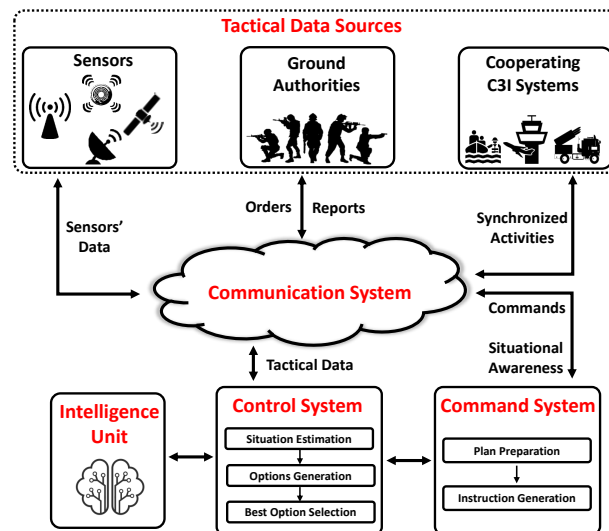 Tactical Data Sources
Sensors
Ground
Authorities
Cooperating
C3I Systems
Sensors'
Data
Orders
Reports
Synchronized
Activities
Communication System
Commands
Situational
Awareness
Tactical Data
Intelligence
Unit
Control System
Situation Estimation
Options Generation
Best Option Selection
Command System
Plan Preparation
Instruction Generation